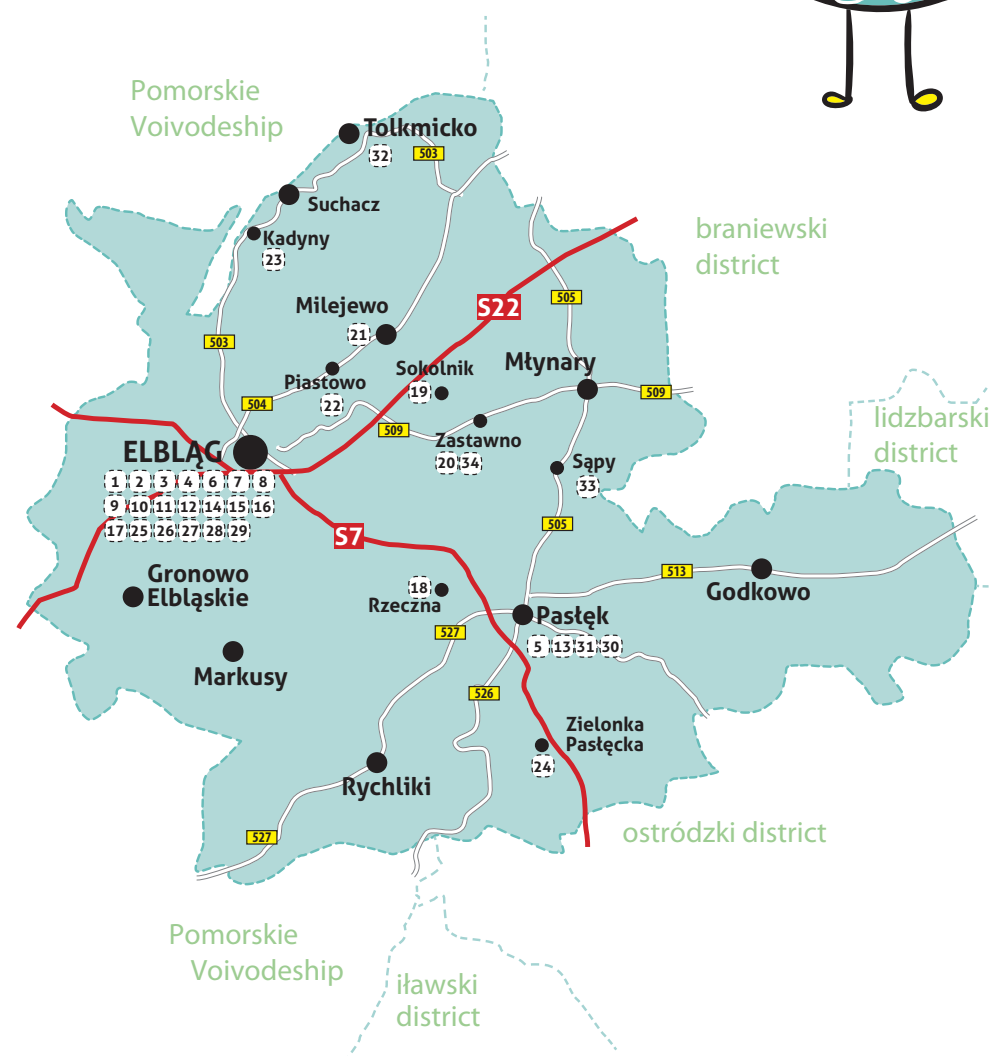 Pomorskie
Voivodeship
Tolkmicko
32
503
Suchacz
Kadyny
23
braniewski
district
Milejewo
21
S22
505
503
Sokolnik
19
Młynary
Piastowo
22
504
509
509
lidzbarski
district
ELBLĄG
Zastawno
20 34
Sąpy
33
1 2 3 4 6 7 8
9 10 11 12 14 15 16
17 25 26 27 28 29
505
S7
Gronowo
Elbląskie
18
Rzeczna
513
Godkowo
Pasłęk
5 13 31 30
527
Markusy
526
Zielonka
Pasłęcka
24
Rychliki
527
ostródzki district
Pomorskie
Voivodeship
iławski
district